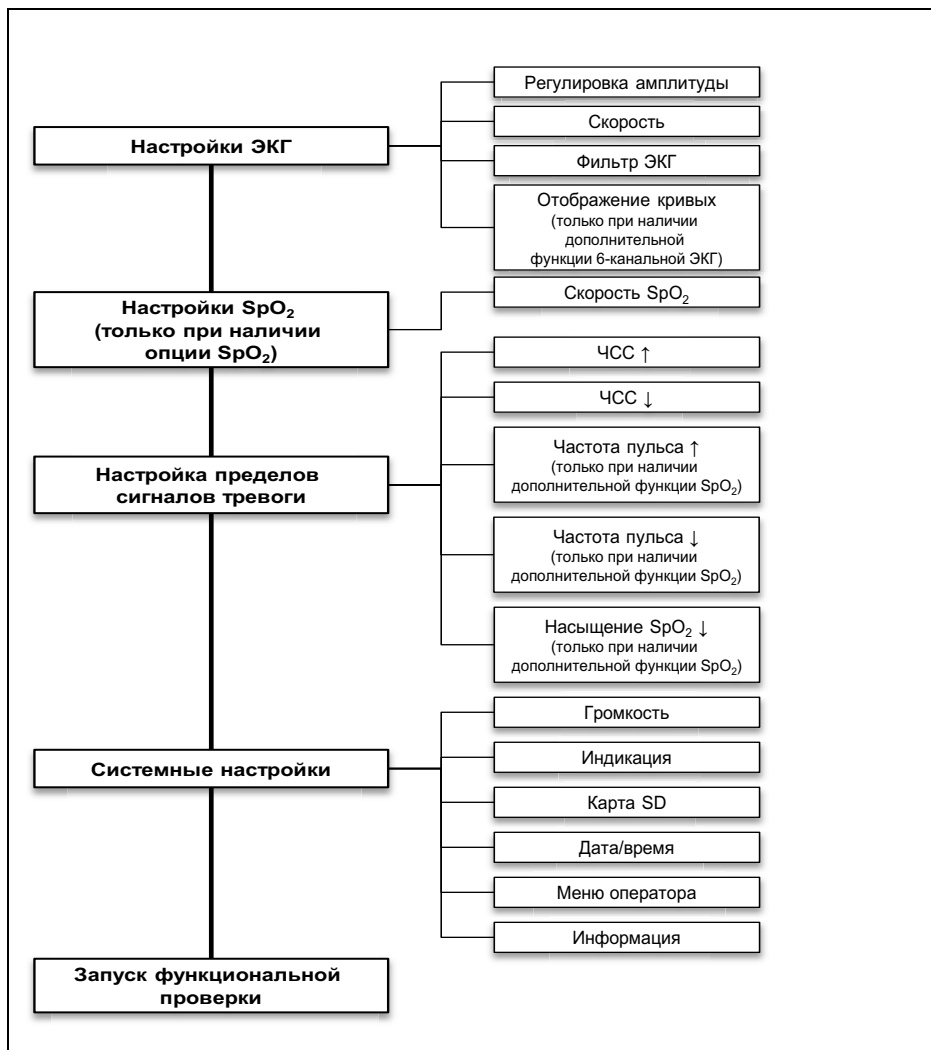 Настройки ЭКГ
Регулировка амплитуды
Скорость
Фильтр ЭКГ
Отображение кривых
(только при наличии
дополнительной
функции 6-канальной ЭКГ)
Настройки SpO₂
(только при наличии
опции SpO₂)
Скорость SpO₂
Настройка пределов
сигналов тревоги
ЧСС ↑
ЧСС ↓
Частота пульса ↑
(только при наличии
дополнительной функции SpO₂)
Частота пульса ↓
(только при наличии
дополнительной функции SpO₂)
Насыщение SpO₂ ↓
(только при наличии
дополнительной функции SpO₂)
Системные настройки
Громкость
Индикация
Карта SD
Дата/время
Меню оператора
Информация
Запуск функциональной
проверки